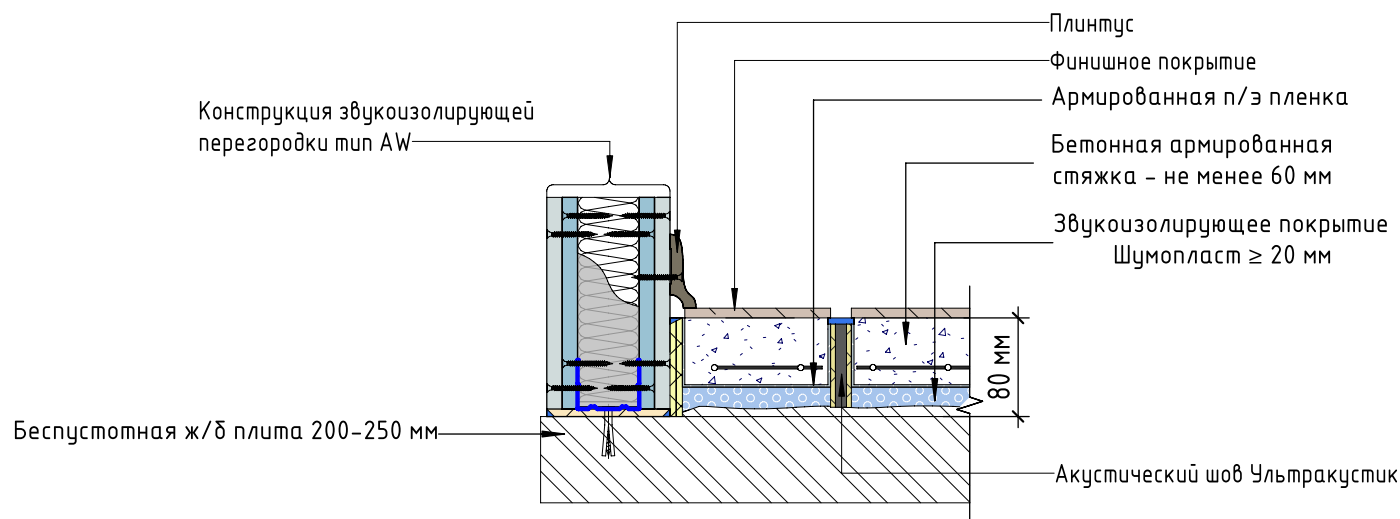 Плинтус
Финишное покрытие
Армированная п/э пленка
Конструкция звукоизолирующей
перегородки тип AW
Бетонная армированная
стяжка – не менее 60 мм
Звукоизолирующее покрытие
Шумопласт ≥ 20 мм
80 мм
Беспустотная ж/б плита 200-250 мм
Акустический шов Ультракустик